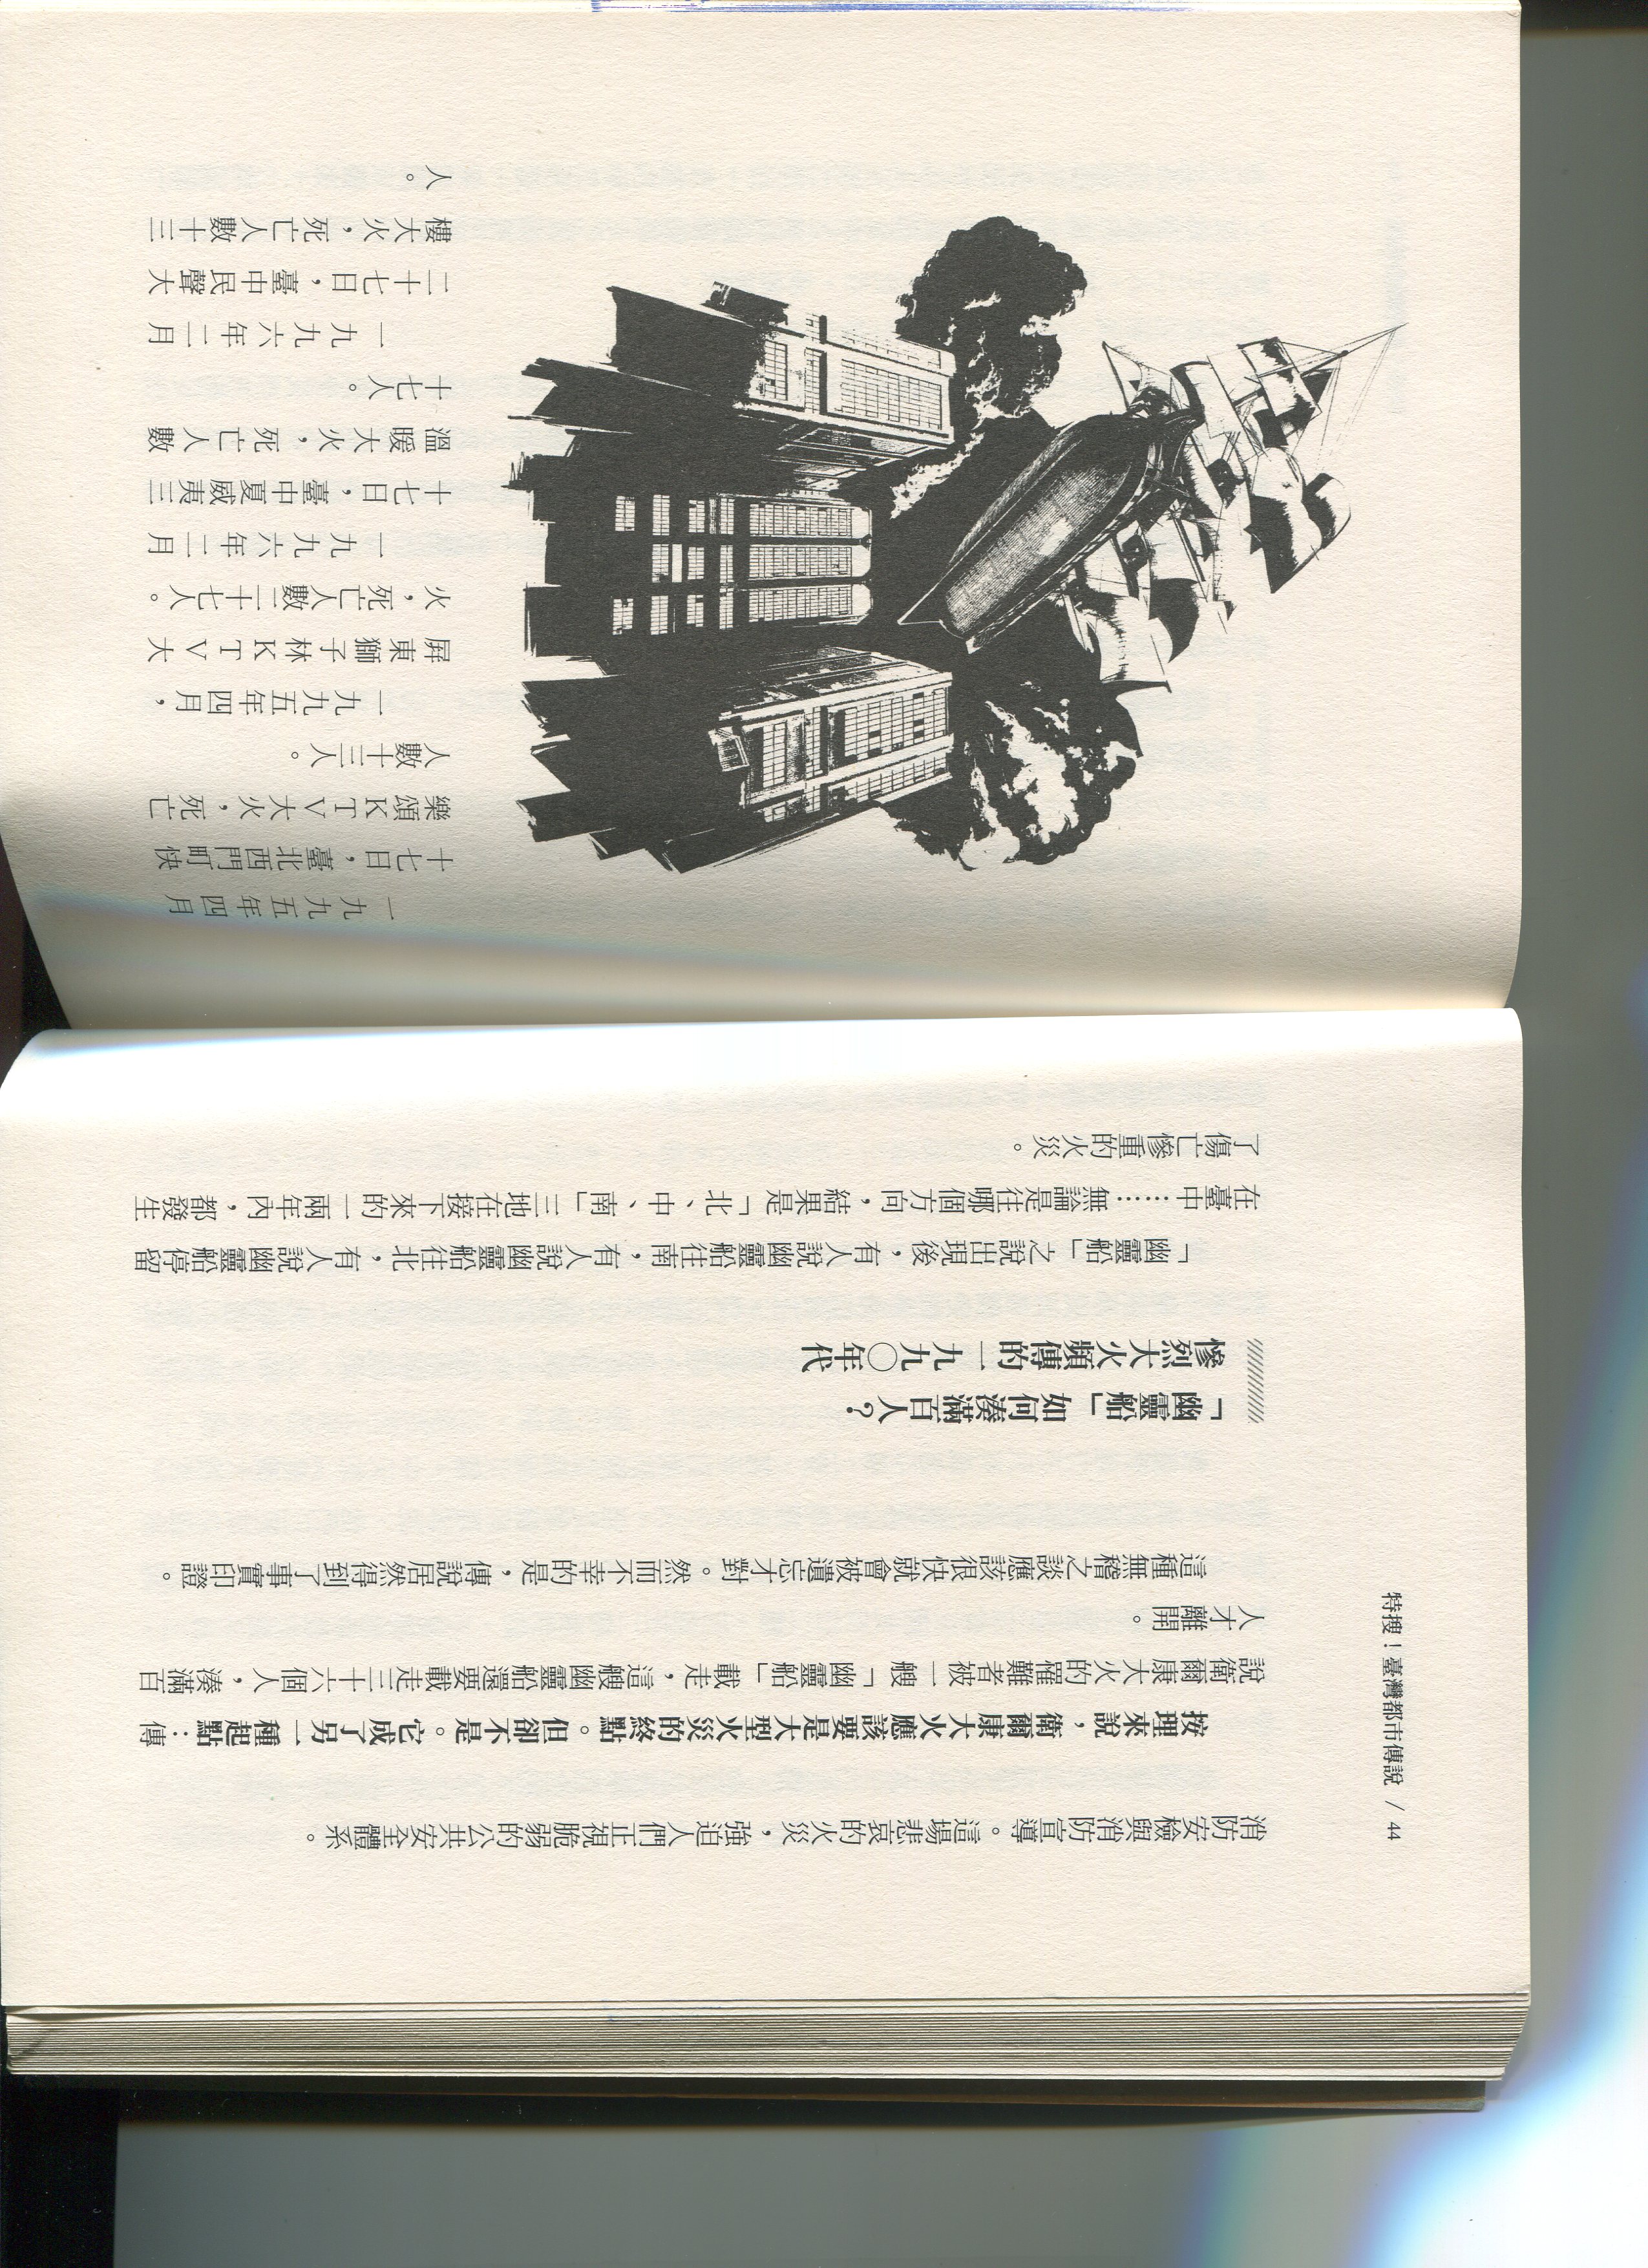 特搜！臺灣都市傳說 / 44
消防安檢與消防宣導。這場悲哀的火災，強迫人們正視脆弱的公共安全體系。
按理來說，衛爾康大火應該要是大型火災的終點。但卻不是。它成了另一種起點：傳
說衛爾康大火的罹難者被一艘「幽靈船」載走，這艘幽靈船還要載走三十六個人，湊滿百
人才離開。
這種無稽之談應該很快就會被遺忘才對。然而不幸的是，傳說居然得到了事實印證。
「幽靈船」如何湊滿百人？
慘烈大火頻傳的一九九〇年代
「幽靈船」之說出現後，有人說幽靈船往南，有人說幽靈船往北，有人說幽靈船停留
在臺中……無論是往哪個方向，結果是「北、中、南」三地在接下來的一兩年內，都發生
了傷亡慘重的火災。
一九九五年四月
十七日，臺北西門町快
樂頌KTV大火，死亡
人數十三人。
一九九五年四月，
屏東獅子林KTV大
火，死亡人數二十七人。
一九九六年二月
十七日，臺中夏威夷三
溫暖大火，死亡人數
十七人。
一九九六年二月
二十七日，臺中民聲大
樓大火，死亡人數十三
人。